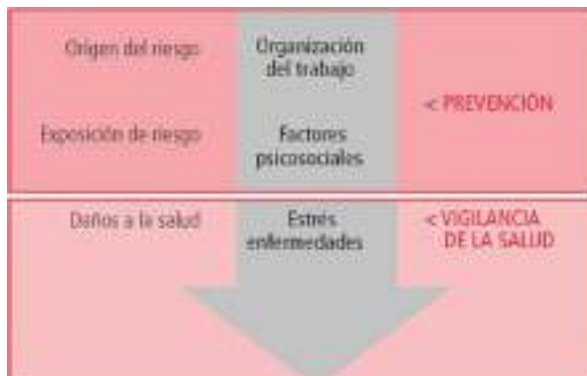 Origen del riesgo
Organización
del trabajo
< PREVENCIÓN
Exposición de riesgo
Factores
psicosociales
Daños a la salud
Estrés
enfermedades
< VIGILANCIA
DE LA SALUD